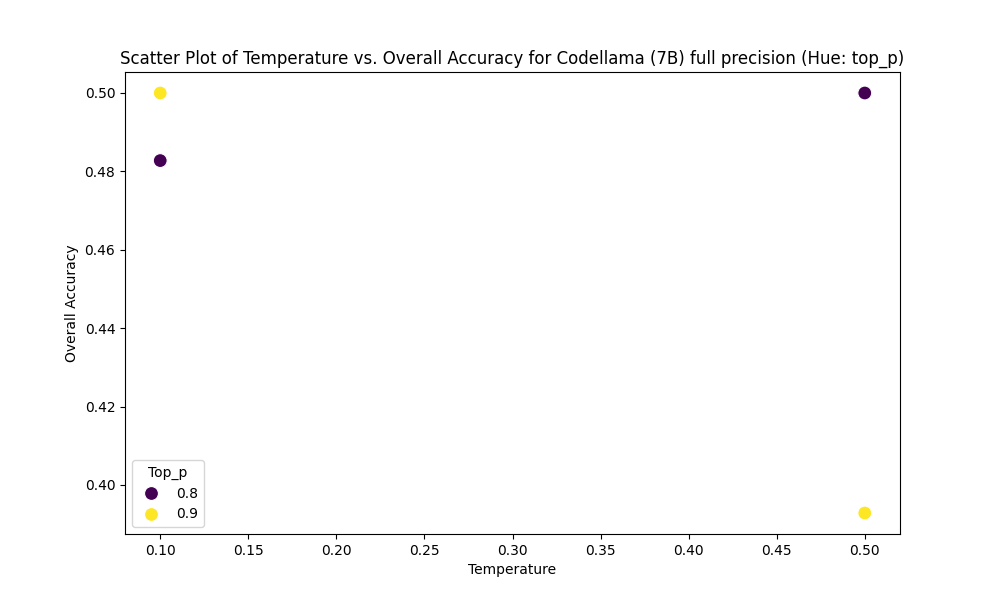 Scatter Plot of Temperature vs. Overall Accuracy for Codellama (7B) full precision (Hue: top_p)
Overall Accuracy
0.50
0.48
0.46
0.44
0.42
0.40
Top_p
0.8
0.9
0.10 0.15 0.20 0.25 0.30 0.35 0.40 0.45 0.50
Temperature